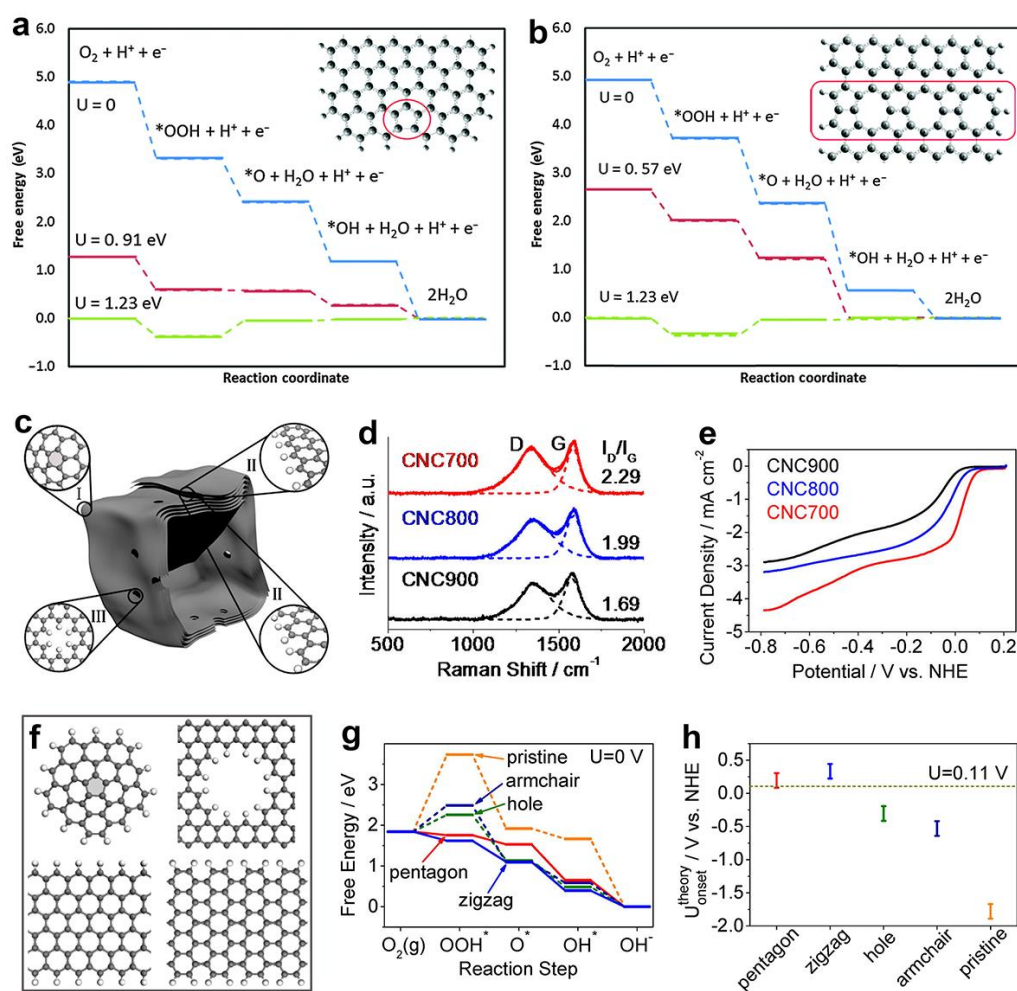 a
6.0
5.0
4.0
3.0
2.0
1.0
0.0
−1.0
Free energy (eV)
O₂ + H⁺ + e⁻
U = 0
*OOH + H⁺ + e⁻
*O + H₂O + H⁺ + e⁻
*OH + H₂O + H⁺ + e⁻
U = 0. 91 eV
U = 1.23 eV
2H₂O
Reaction coordinate
b
6.0
5.0
4.0
3.0
2.0
1.0
0.0
−1.0
Free energy (eV)
O₂ + H⁺ + e⁻
U = 0
*OOH + H⁺ + e⁻
U = 0.57 eV
*O + H₂O + H⁺ + e⁻
*OH + H₂O + H⁺ + e⁻
U = 1.23 eV
2H₂O
Reaction coordinate
c
I
II
II
III
d
D G I_D/I_G
CNC700 2.29
CNC800 1.99
CNC900 1.69
Intensity / a.u.
500 1000 1500 2000
Raman Shift / cm⁻¹
e
CNC900
CNC800
CNC700
0
-1
-2
-3
-4
-5
Current Density / mA cm⁻²
-0.8 -0.6 -0.4 -0.2 0.0 0.2
Potential / V vs. NHE
f
g
U=0 V
pristine
armchair
hole
pentagon
zigzag
2
1
0
Free Energy / eV
O₂(g) OOH* O* OH* OH⁻
Reaction Step
h
U=0.11 V
0.5
0.0
-0.5
-1.0
-1.5
-2.0
U_onset^theory / V vs. NHE
pentagon
zigzag
hole
armchair
pristine